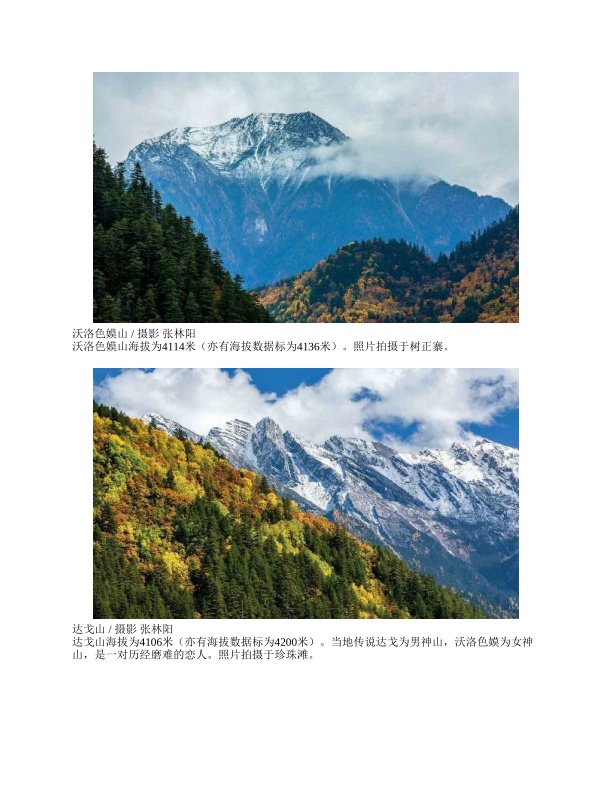 沃洛色嫫山 / 摄影 张林阳
沃洛色嫫山海拔为4114米（亦有海拔数据标为4136米）。照片拍摄于树正寨。
达戈山 / 摄影 张林阳
达戈山海拔为4106米（亦有海拔数据标为4200米）。当地传说达戈为男神山，沃洛色嫫为女神
山，是一对历经磨难的恋人。照片拍摄于珍珠滩。